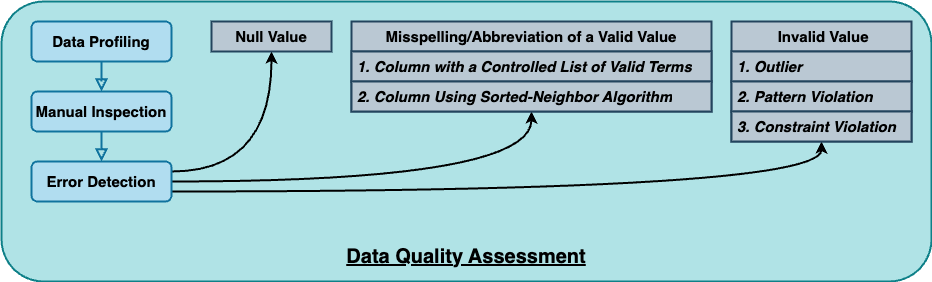 Data Profiling
Manual Inspection
Error Detection
Null Value
Misspelling/Abbreviation of a Valid Value
1. Column with a Controlled List of Valid Terms
2. Column Using Sorted-Neighbor Algorithm
Invalid Value
1. Outlier
2. Pattern Violation
3. Constraint Violation
Data Quality Assessment